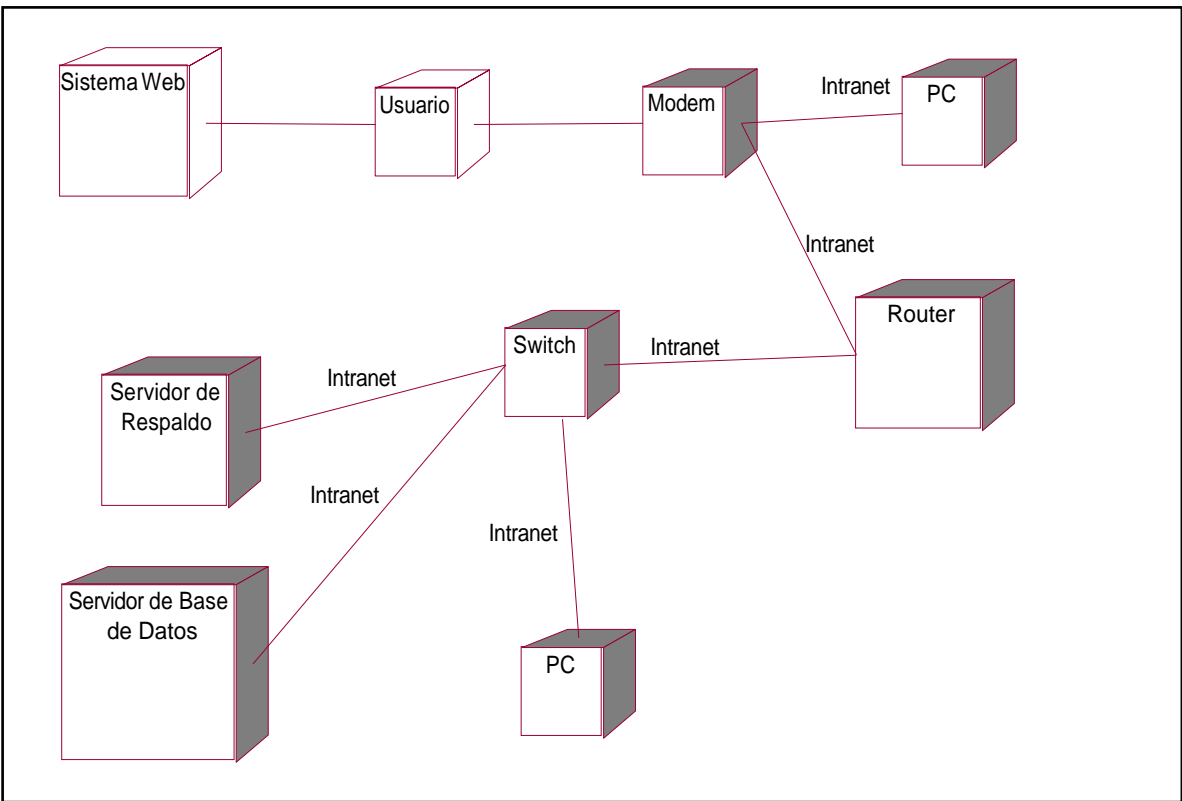 Sistema Web
Usuario
Modem
Intranet
PC
Intranet
Router
Switch
Intranet
Intranet
Servidor de
Respaldo
Intranet
Intranet
Servidor de Base
de Datos
PC